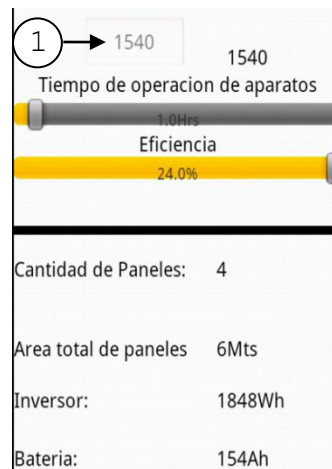 1 1540 1540
Tiempo de operacion de aparatos
1.0Hrs
Eficiencia
24.0%
Cantidad de Paneles: 4
Area total de paneles 6Mts
Inversor: 1848Wh
Bateria: 154Ah